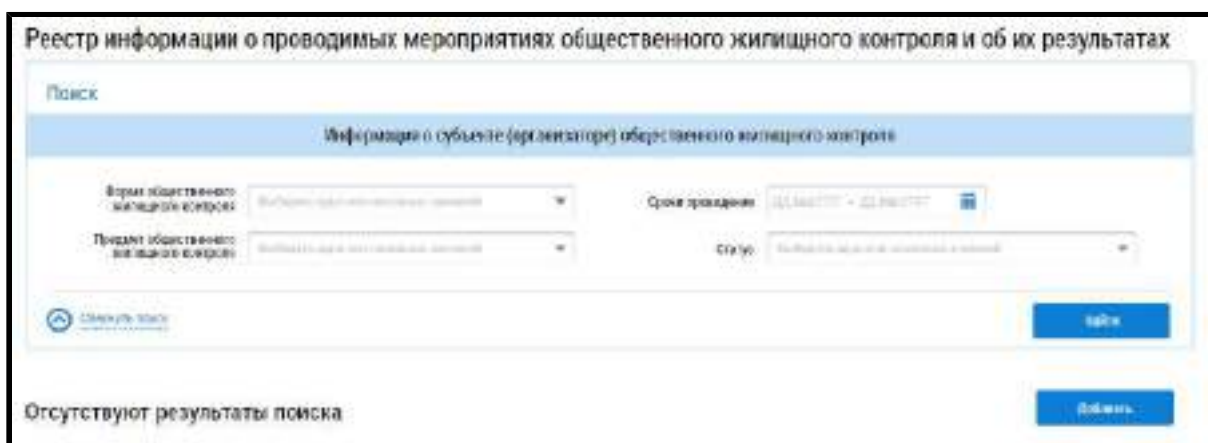 Реестр информации о проводимых мероприятиях общественного жилищного контроля и об их результатах
Поиск
Информация о субъекте (организаторе) общественного жилищного контроля
Форма общественного
жилищного контроля
Сроки проведения
Предмет общественного
жилищного контроля
Статус
Свернуть поиск
Найти
Отсутствуют результаты поиска
Добавить